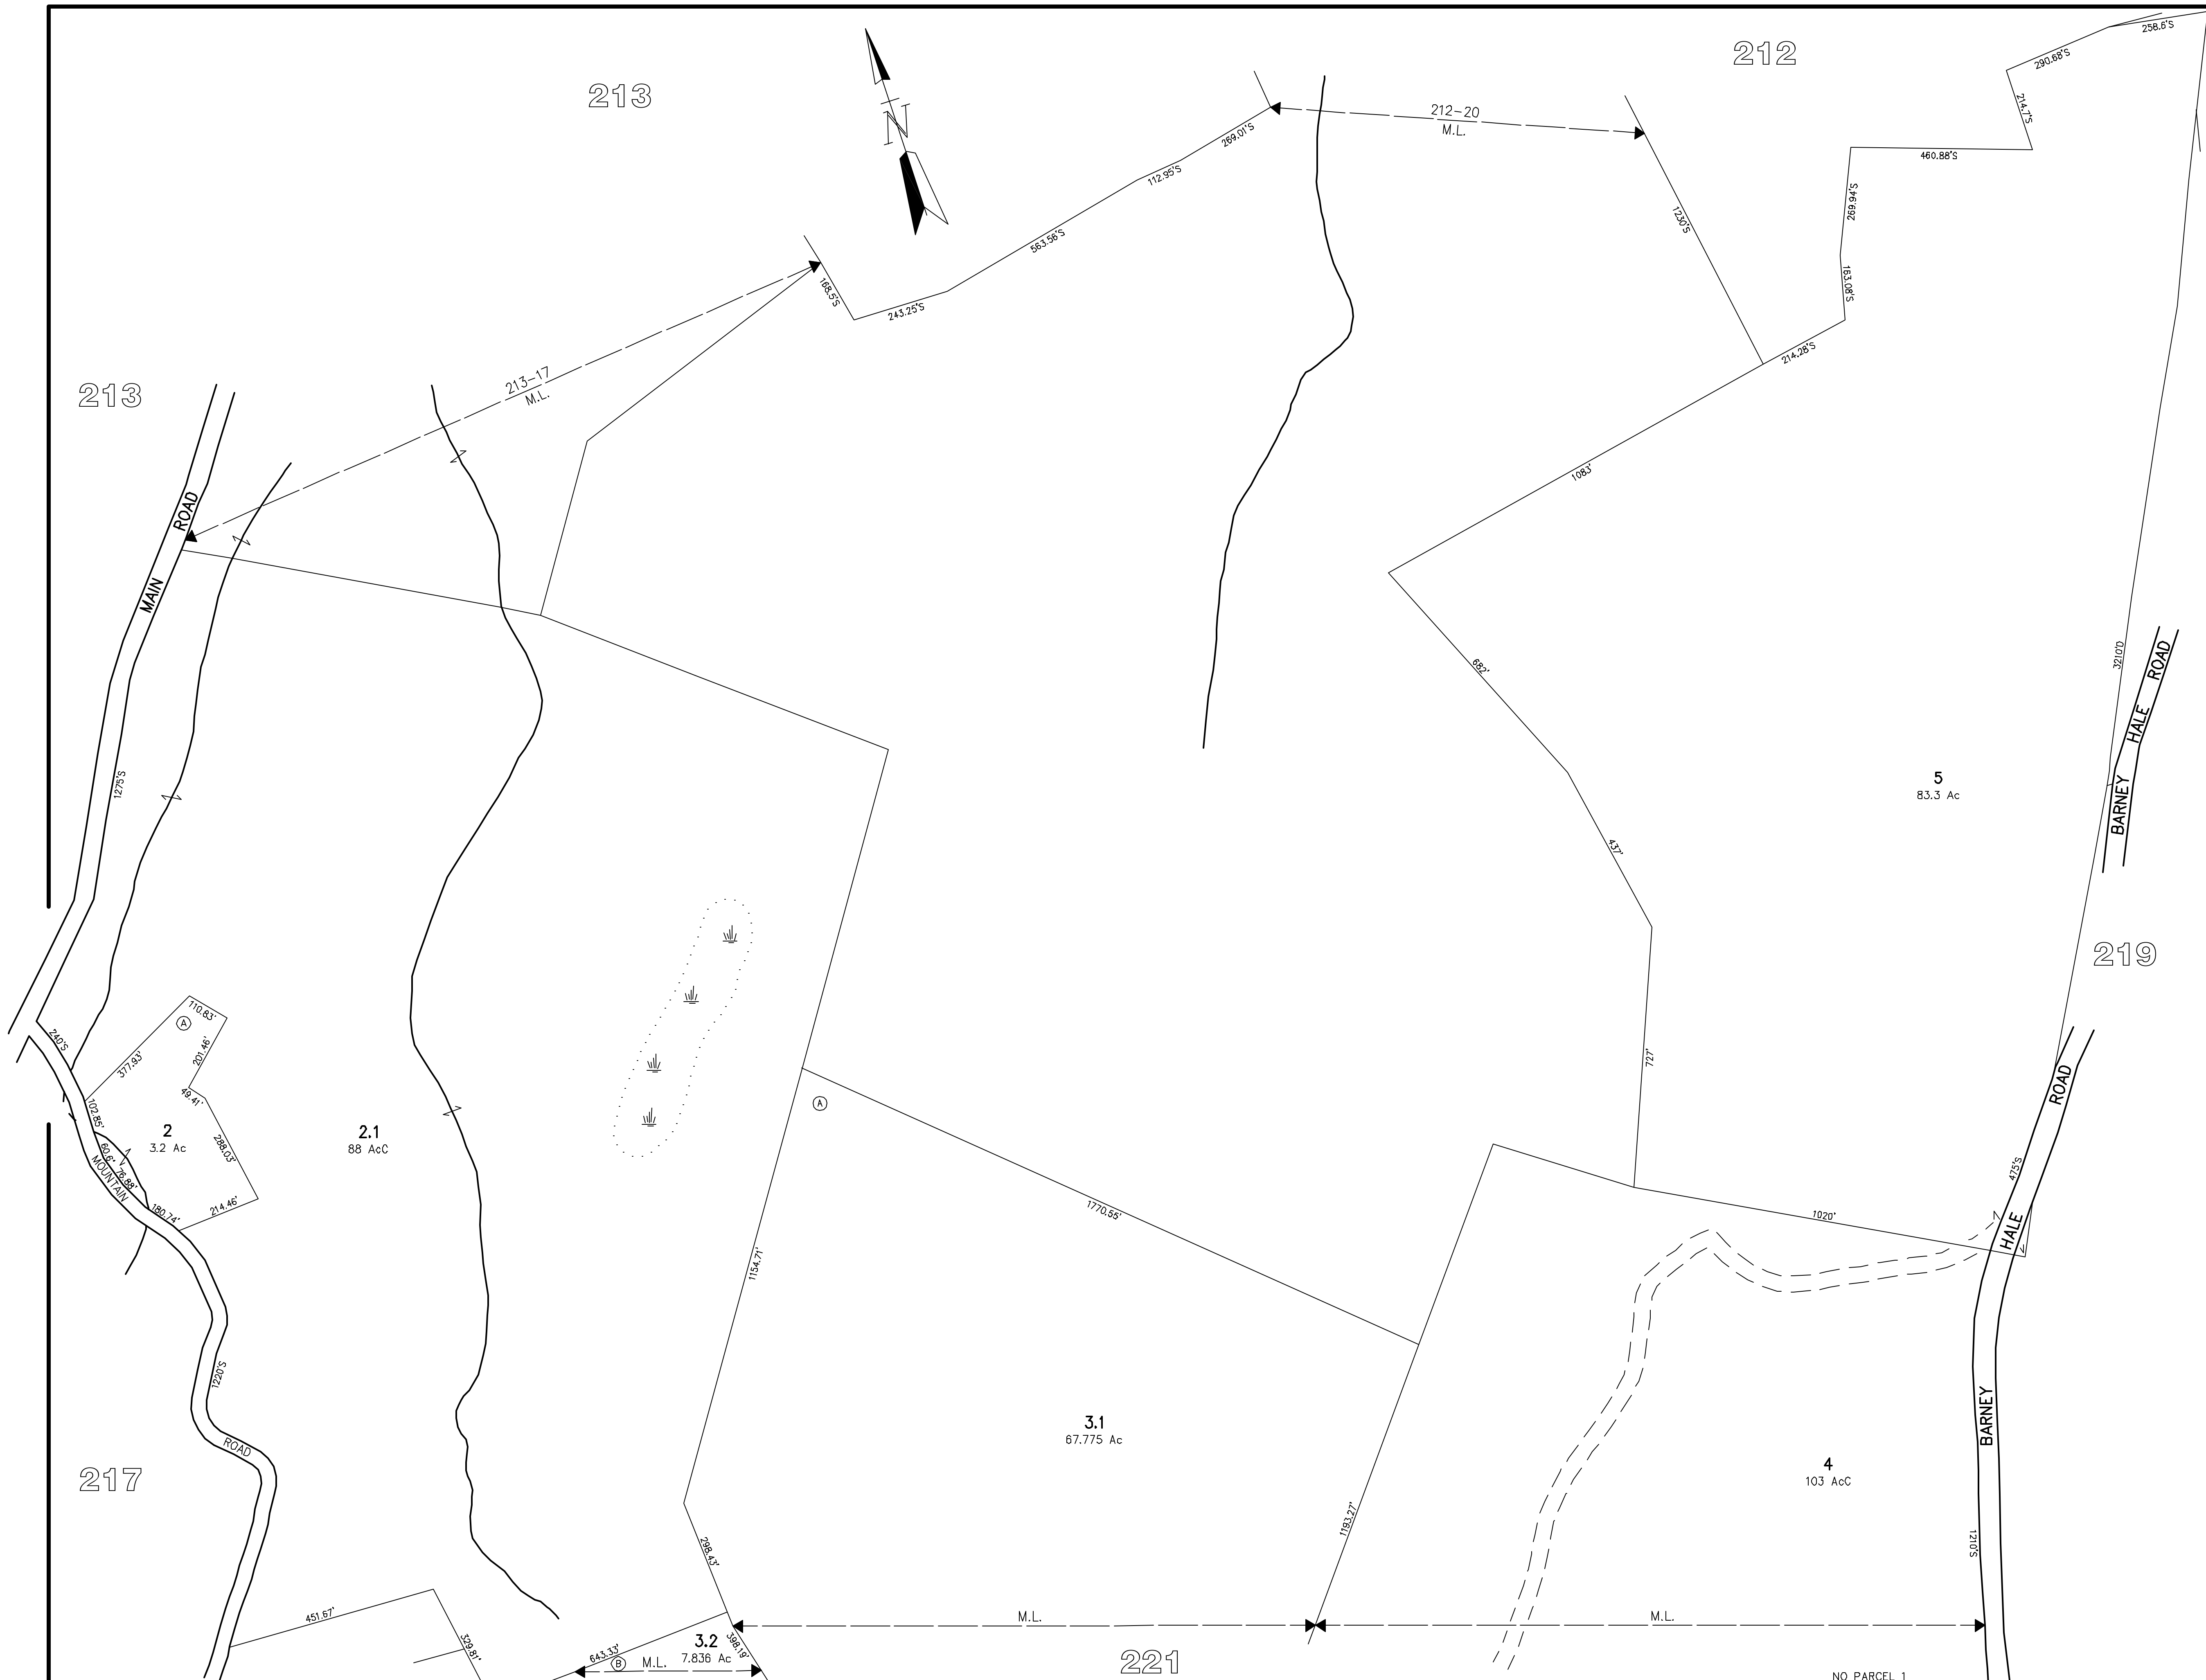 212
258.6'S
290.68'S
213
214.7'S
212-20
M.L.
N
269.01'S
460.88'S
112.95'S
269.94'S
1230'S
563.56'S
163.08'S
168.5'S
243.25'S
214.28'S
213-17
M.L.
213
1083'
MAIN ROAD
3210'D
682'
BARNEY HALE ROAD
5
83.3 Ac
1275'S
437'
219
110.83'
A
240'S
201.46'
377.93'
727'
49.41'
A
102.85'
2
3.2 Ac
2.1
88 AcC
288.03'
60.6'
76.88'
MOUNTAIN
180.74'
214.46'
475'S
1770.55'
1020'
BARNEY HALE ROAD
1154.71'
1220'S
3.1
67.775 Ac
ROAD
4
103 AcC
217
1193.27'
1210'S
298.43'
451.67'
M.L.
M.L.
329.81'
643.33'
3.2
7.836 Ac
398.19'
B
M.L.
221
NO PARCEL 1